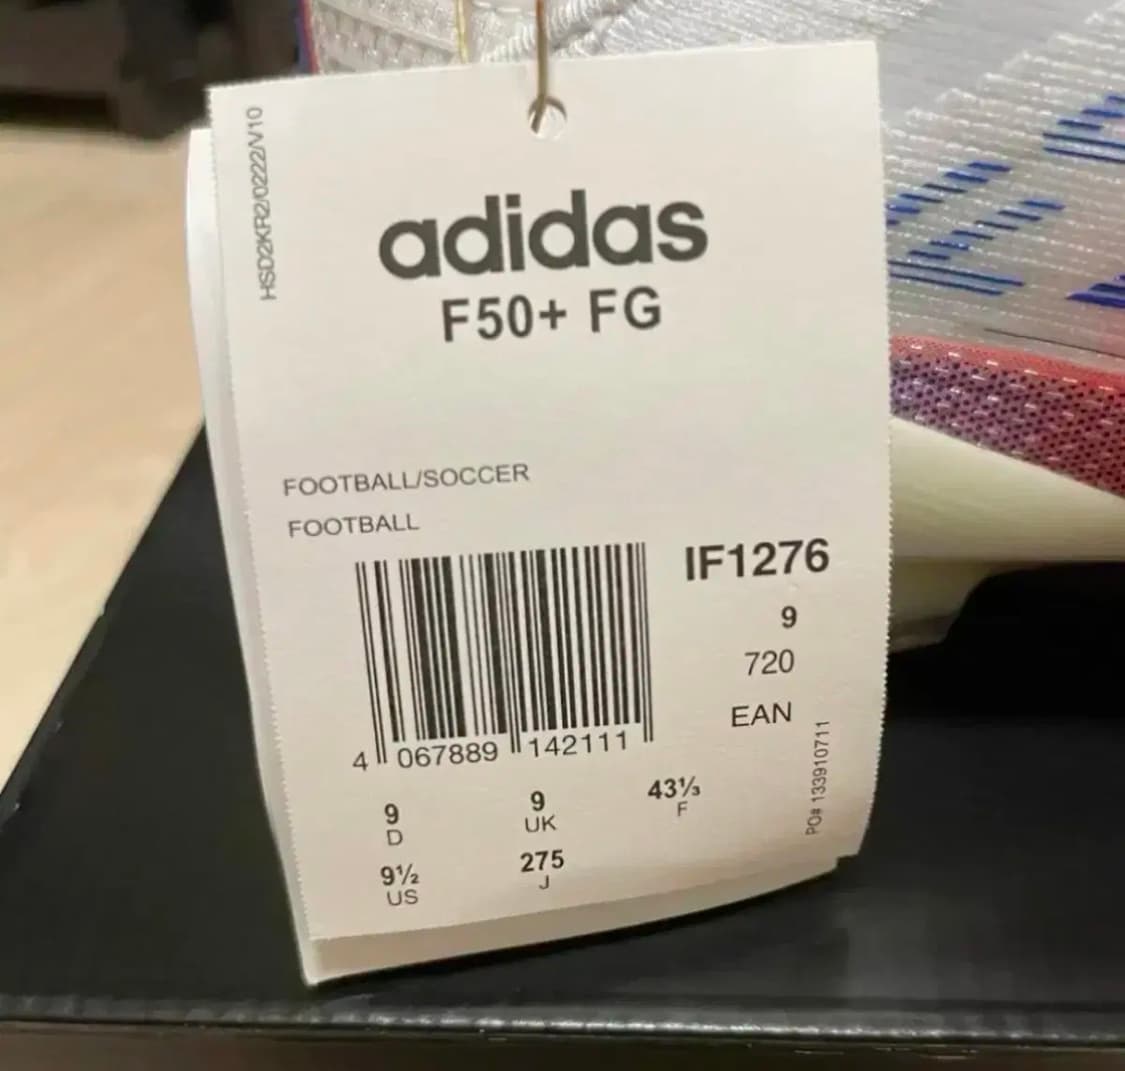 HSD2KR2/0222/V10
adidas
F50+ FG
FOOTBALL/SOCCER
FOOTBALL
IF1276
9
720
EAN
4 067889 142111
PO# 133910711
9 9 43⅓
D UK F
9½ 275
US J